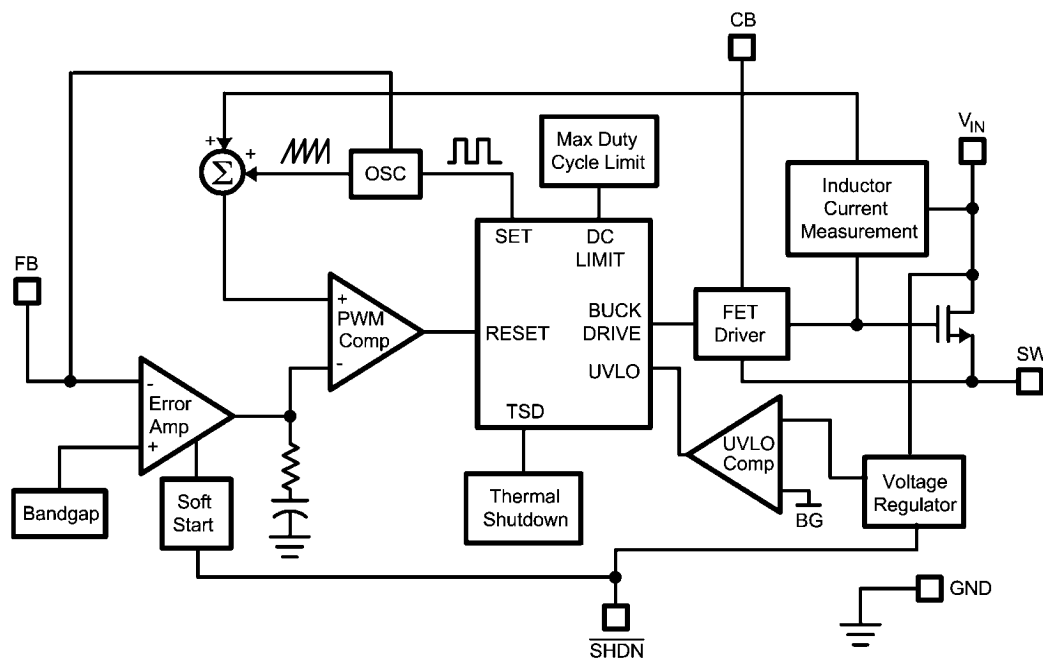 CB
V_IN
+
+
Σ
OSC
Max Duty
Cycle Limit
Inductor
Current
Measurement
SET
DC
LIMIT
FB
+
PWM
Comp
-
RESET
BUCK
DRIVE
FET
Driver
UVLO
SW
-
Error
Amp
+
TSD
UVLO
Comp
BG
Bandgap
Soft
Start
Thermal
Shutdown
Voltage
Regulator
GND
SHDN